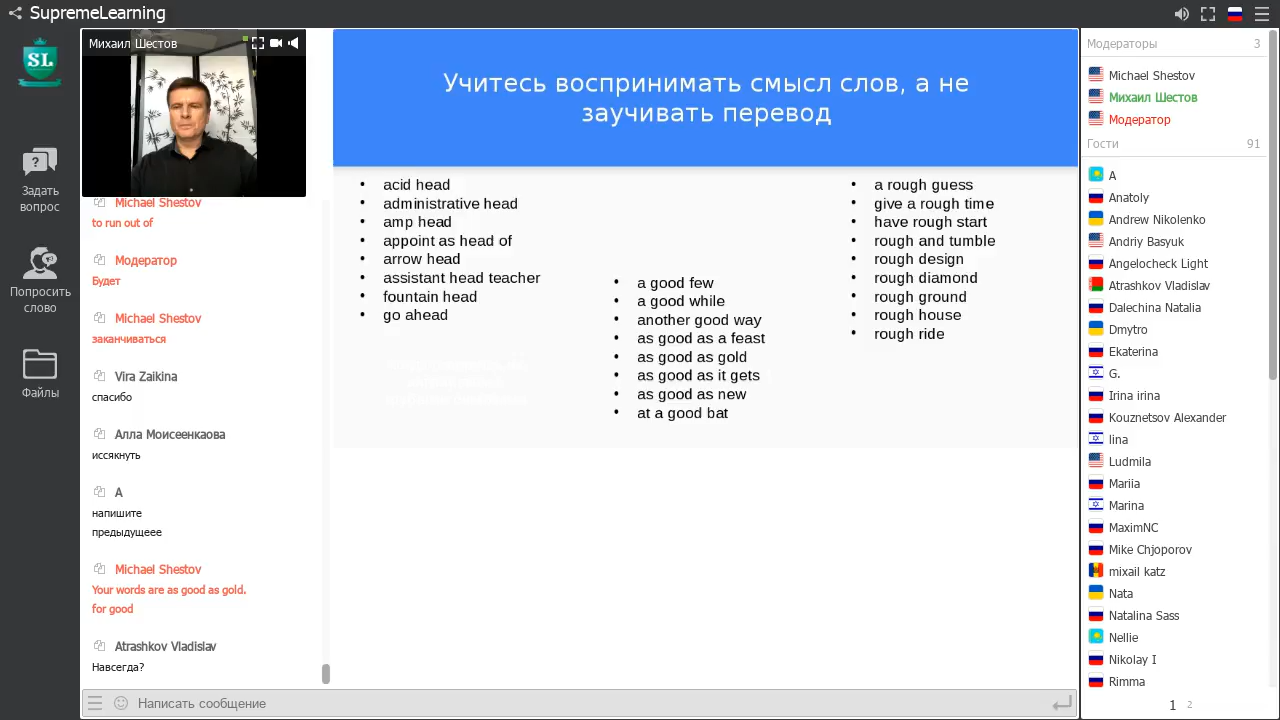 SupremeLearning
SL
Задать
вопрос
Попросить
слово
Файлы
Михаил Шестов
Michael Shestov
to run out of
Модератор
Будет
Michael Shestov
заканчиваться
Vira Zaikina
спасибо
Алла Моисеенкаова
иссякнуть
A
напишите
предыдущеее
Michael Shestov
Your words are as good as gold.
for good
Atrashkov Vladislav
Навсегда?
Написать сообщение
Учитесь воспринимать смысл слов, а не
заучивать перевод
• acid head
• administrative head
• amp head
• appoint as head of
• arrow head
• assistant head teacher
• fountain head
• go ahead
• a good few
• a good while
• another good way
• as good as a feast
• as good as gold
• as good as it gets
• as good as new
• at a good bat
• a rough guess
• give a rough time
• have rough start
• rough and tumble
• rough design
• rough diamond
• rough ground
• rough house
• rough ride
Модераторы 3
Michael Shestov
Михаил Шестов
Модератор
Гости 91
A
Anatoly
Andrew Nikolenko
Andriy Basyuk
Angelocheck Light
Atrashkov Vladislav
Dalechina Natalia
Dmytro
Ekaterina
G.
Irina irina
Kouznetsov Alexander
lina
Ludmila
Mariia
Marina
MaximNC
Mike Chjoporov
mixail katz
Nata
Natalina Sass
Nellie
Nikolay I
Rimma
1 2